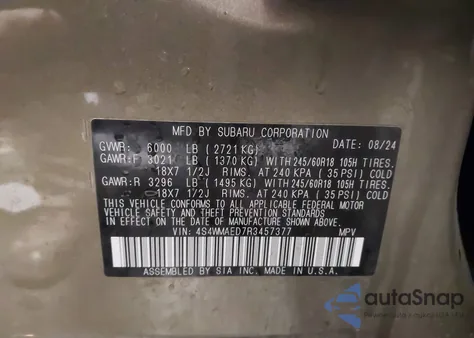 MFD BY SUBARU CORPORATION DATE: 08/24
GVWR: 6000 LB (2721 KG)
GAWR:F 3021 LB (1370 KG) WITH 245/60R18 105H TIRES.
18X7 1/2J RIMS. AT 240 KPA ( 35 PSI) COLD
GAWR:R 3296 LB (1495 KG) WITH 245/60R18 105H TIRES.
18X7 1/2J RIMS. AT 240 KPA ( 35 PSI) COLD
THIS VEHICLE CONFORMS TO ALL APPLICABLE FEDERAL MOTOR
VEHICLE SAFETY STANDARDS IN EFFECT ON THE DATE OF
MANUFACTURE SHOWN ABOVE.
VIN: 4S4WMAED7R3457377 MPV
ASSEMBLED BY SIA INC. MADE IN U.S.A.
autoSnap